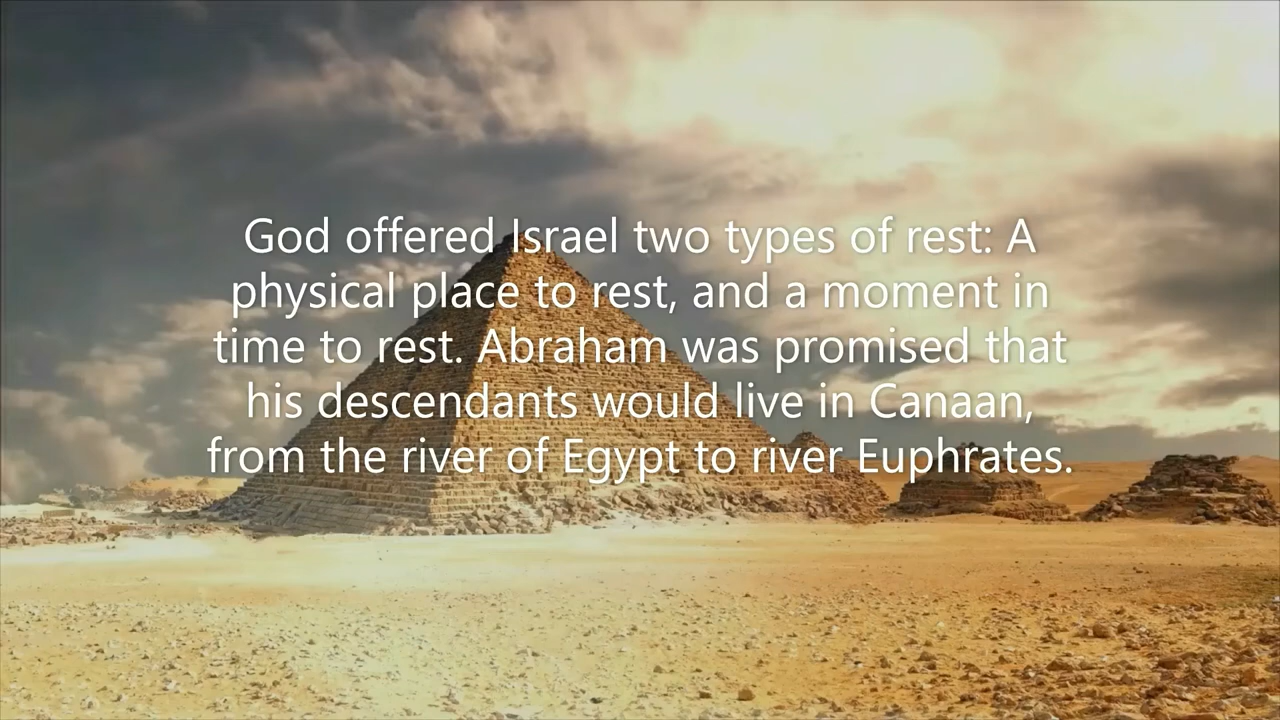 God offered Israel two types of rest: A
physical place to rest, and a moment in
time to rest. Abraham was promised that
his descendants would live in Canaan,
from the river of Egypt to river Euphrates.